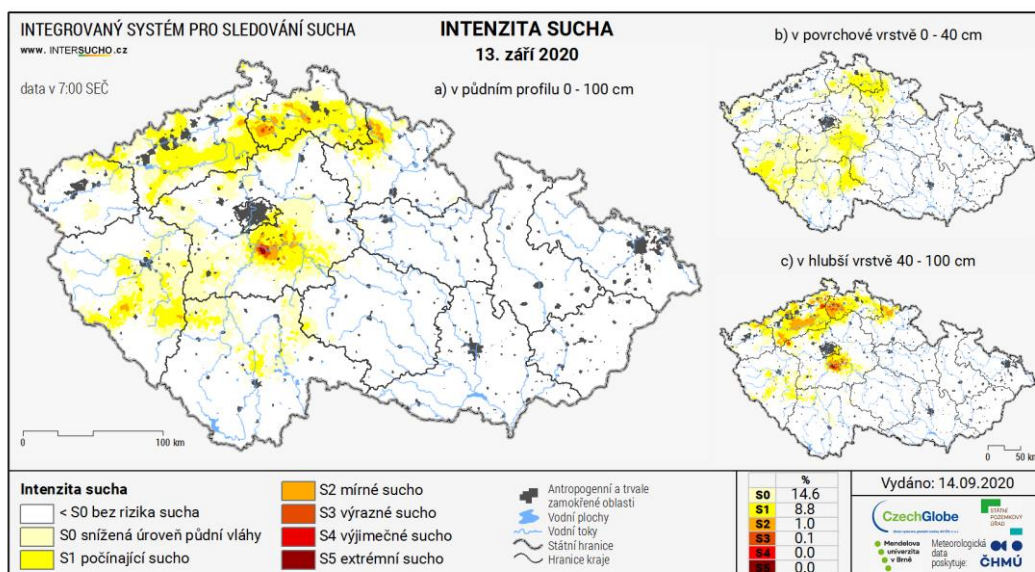 INTEGROVANÝ SYSTÉM PRO SLEDOVÁNÍ SUCHA
www. INTERSUCHO.cz
data v 7:00 SEČ
INTENZITA SUCHA
13. září 2020
a) v půdním profilu 0 - 100 cm
b) v povrchové vrstvě 0 - 40 cm
c) v hlubší vrstvě 40 - 100 cm
0 100 km
0 50 km
Intenzita sucha
< S0 bez rizika sucha
S0 snížená úroveň půdní vláhy
S1 počínající sucho
S2 mírné sucho
S3 výrazné sucho
S4 výjimečné sucho
S5 extrémní sucho
Antropogenní a trvale
zamokřené oblasti
Vodní plochy
Vodní toky
Státní hranice
Hranice kraje
%
S0 14.6
S1 8.8
S2 1.0
S3 0.1
S4 0.0
S5 0.0
Vydáno: 14.09.2020
CzechGlobe
STÁTNÍ
POZEMKOVÝ
ÚŘAD
Mendelova
univerzita
v Brně
Meteorologická
data
poskytuje:
ČHMÚ